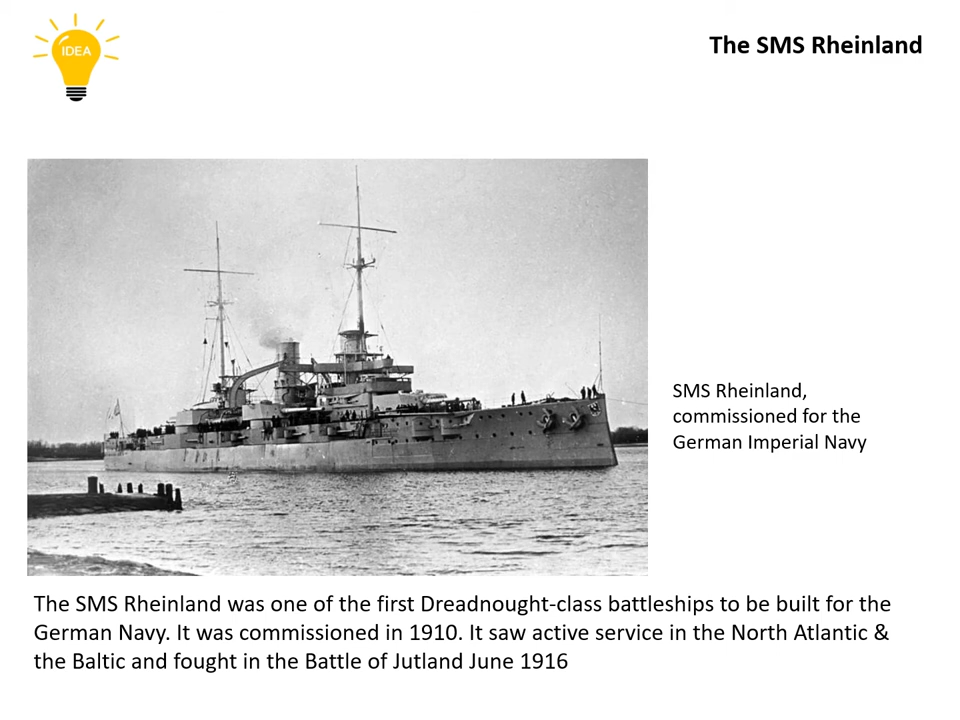 IDEA
The SMS Rheinland
SMS Rheinland,
commissioned for the
German Imperial Navy
The SMS Rheinland was one of the first Dreadnought-class battleships to be built for the
German Navy. It was commissioned in 1910. It saw active service in the North Atlantic &
the Baltic and fought in the Battle of Jutland June 1916